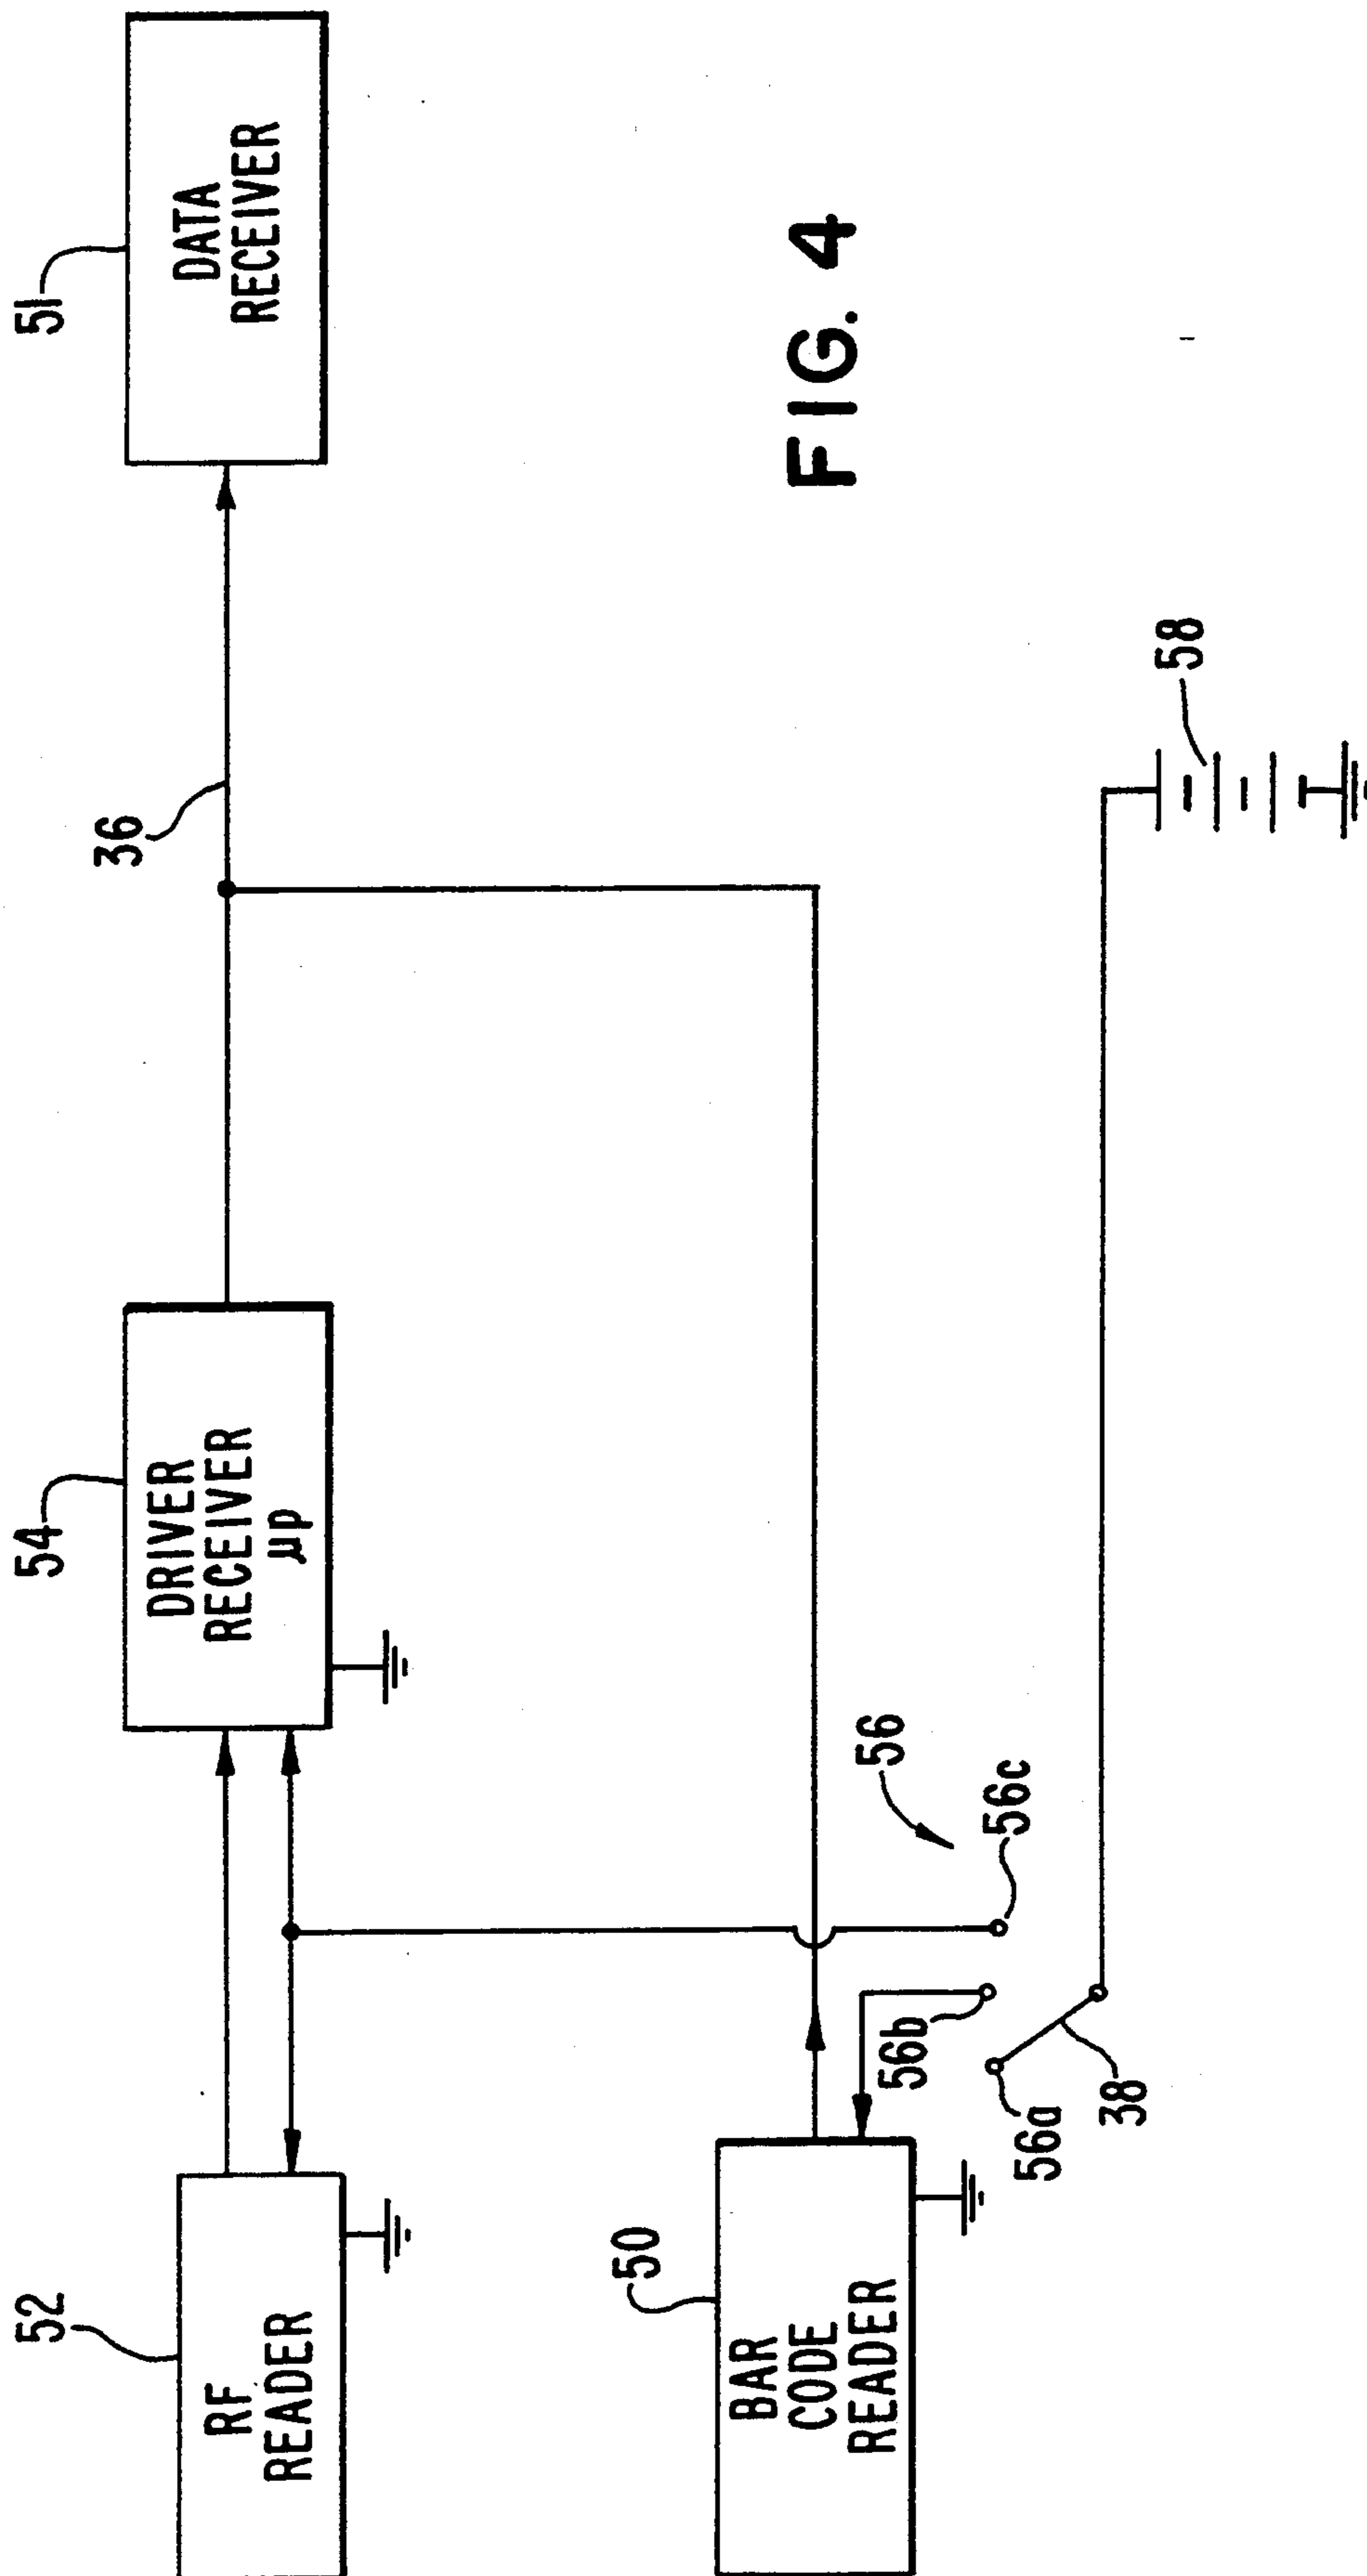 52
RF
READER
54
DRIVER
RECEIVER
µp
36
51
DATA
RECEIVER
50
BAR
CODE
READER
56
56a
56b
56c
38
58
FIG. 4